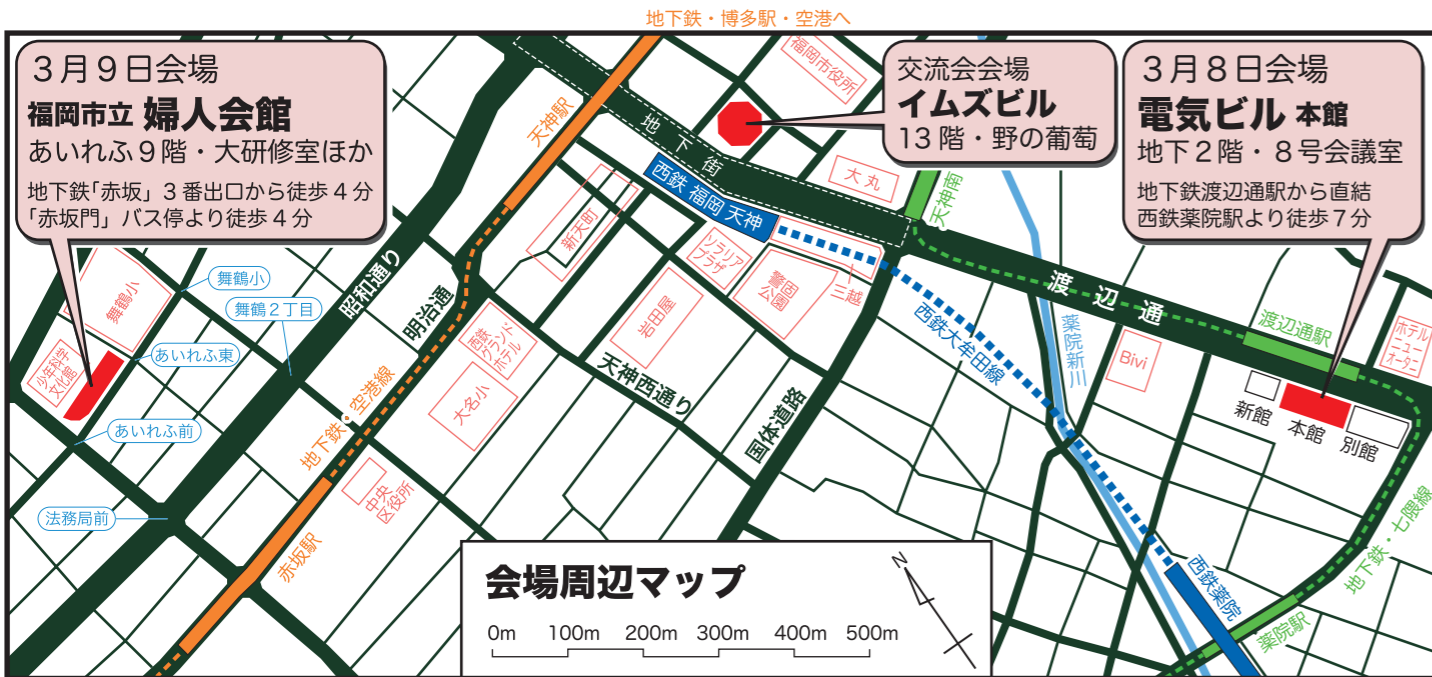 地下鉄・博多駅・空港へ
3月9日会場
福岡市立 婦人会館
あいれふ9階・大研修室ほか
地下鉄「赤坂」3番出口から徒歩4分
「赤坂門」バス停より徒歩4分
交流会会場
イムズビル
13階・野の葡萄
3月8日会場
電気ビル 本館
地下2階・8号会議室
地下鉄渡辺通駅から直結
西鉄薬院駅より徒歩7分
福岡市役所
天神駅
地下街
西鉄 福岡 天神
大丸
天神南
新天町
ソラリア
プラザ
警固
公園
三越
岩田屋
昭和通り
明治通
舞鶴小
舞鶴小
舞鶴2丁目
あいれふ東
少年科学
文化館
あいれふ前
法務局前
西鉄
グランド
ホテル
大名小
天神西通り
国体道路
西鉄大牟田線
薬院新川
渡辺通
渡辺通駅
Bivi
ホテル
ニュー
オータニ
新館
本館
別館
地下鉄・空港線
中央
区役所
赤坂駅
地下鉄・七隈線
西鉄薬院
薬院駅
会場周辺マップ
N
0m 100m 200m 300m 400m 500m